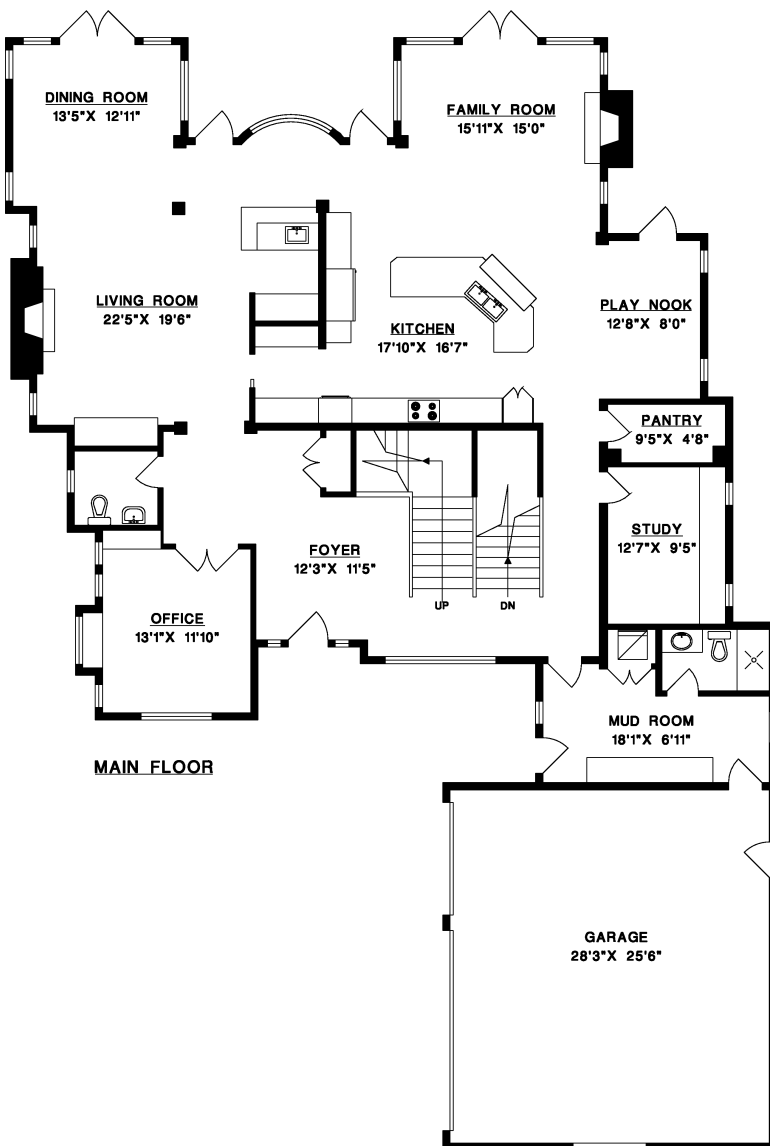 DINING ROOM
13'5"X 12'11"
FAMILY ROOM
15'11"X 15'0"
LIVING ROOM
22'5"X 19'6"
KITCHEN
17'10"X 16'7"
PLAY NOOK
12'8"X 8'0"
PANTRY
9'5"X 4'8"
STUDY
12'7"X 9'5"
FOYER
12'3"X 11'5"
UP
DN
OFFICE
13'1"X 11'10"
MUD ROOM
18'1"X 6'11"
MAIN FLOOR
GARAGE
28'3"X 25'6"